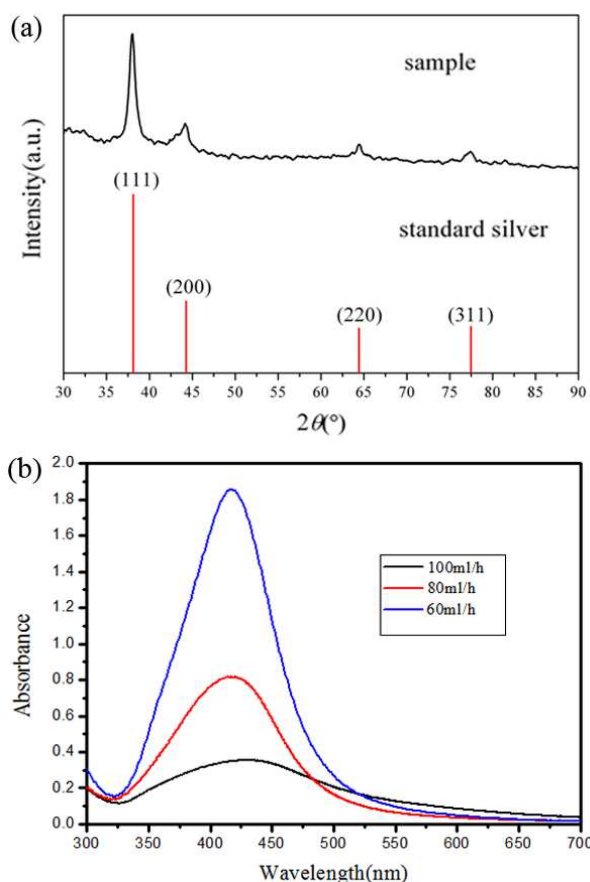 (a)
sample
(111)
standard silver
(200)
(220)
(311)
Intensity(a.u.)
30 35 40 45 50 55 60 65 70 75 80 85 90
2θ(°)
(b)
2.0
1.8
1.6
1.4
1.2
1.0
0.8
0.6
0.4
0.2
0.0
Absorbance
100ml/h
80ml/h
60ml/h
300 350 400 450 500 550 600 650 700
Wavelength(nm)